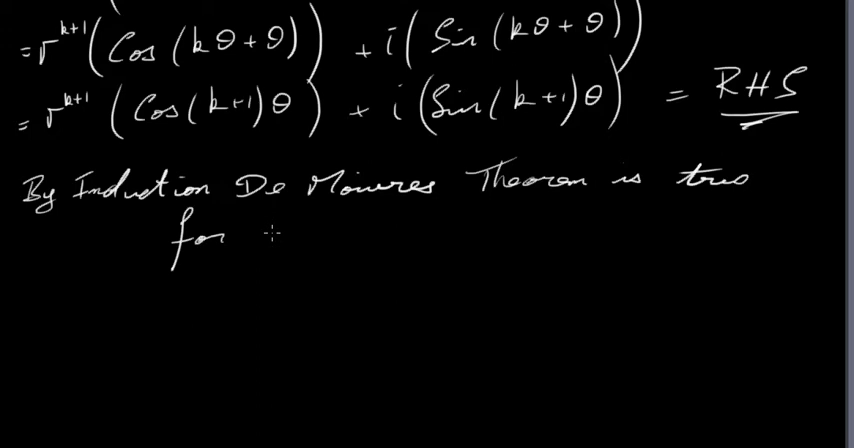 = r^{k+1} (Cos (kθ + θ)) + i (Sin (kθ + θ))
= r^{k+1} (Cos (k+1) θ) + i (Sin (k+1) θ) = RHS
By Induction De Moivres Theorem is true
for